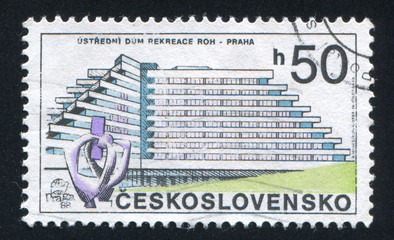 ÚSTŘEDNÍ DŮM REKREACE ROH - PRAHA
h50
ČESKOSLOVENSKO